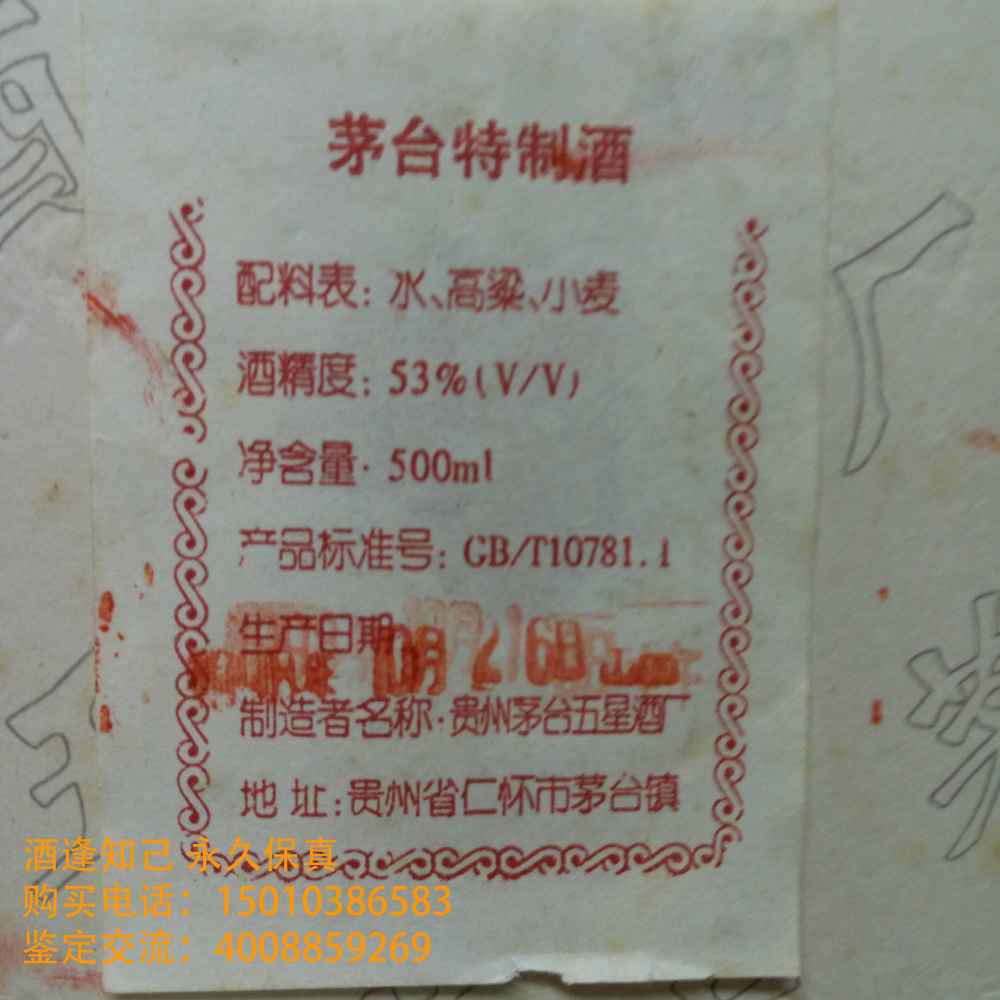 茅台特制酒
配料表：水、高粱、小麦
酒精度：53%(V/V)
净含量·500ml
产品标准号：GB/T10781.1
生产日期
10月
制造者名称·贵州茅台五星酒厂
地 址：贵州省仁怀市茅台镇
酒逢知己 永久保真
购买电话：15010386583
鉴定交流：4008859269